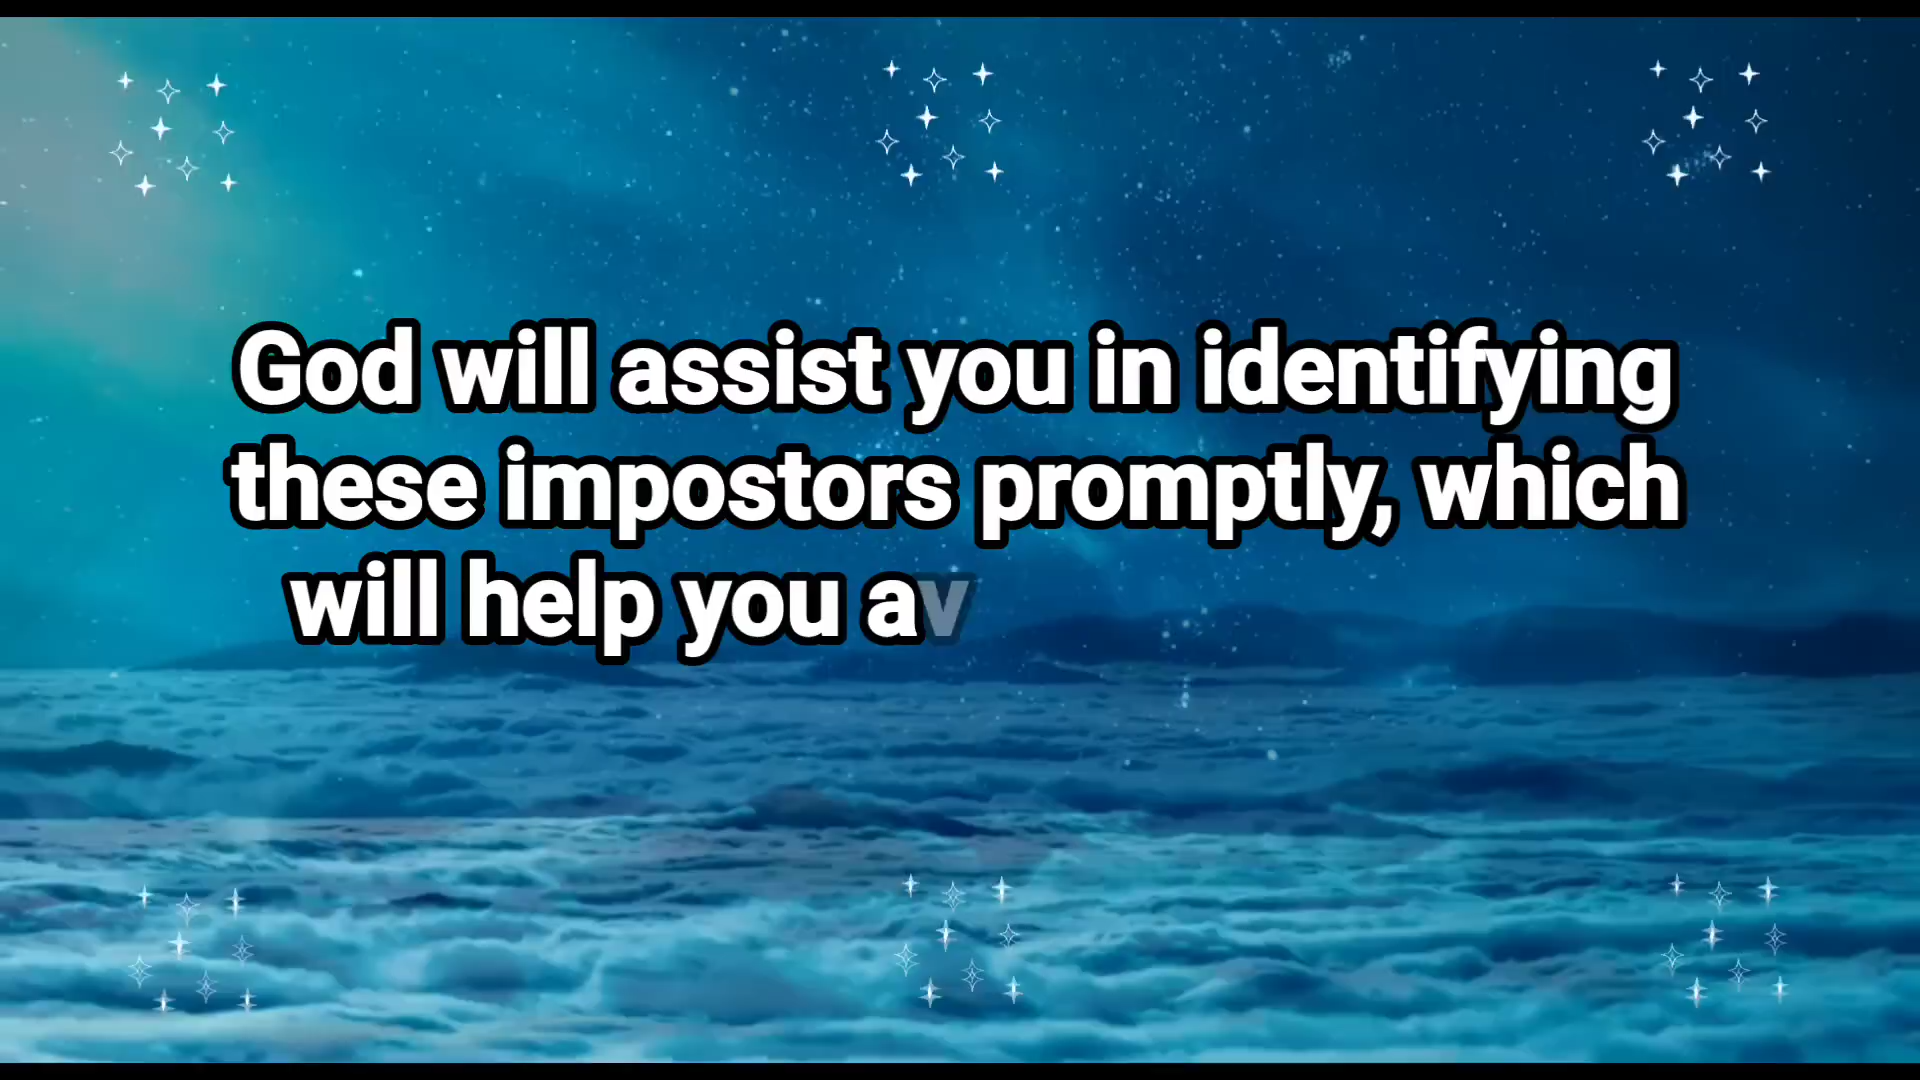 God will assist you in identifying
these impostors promptly, which
will help you av